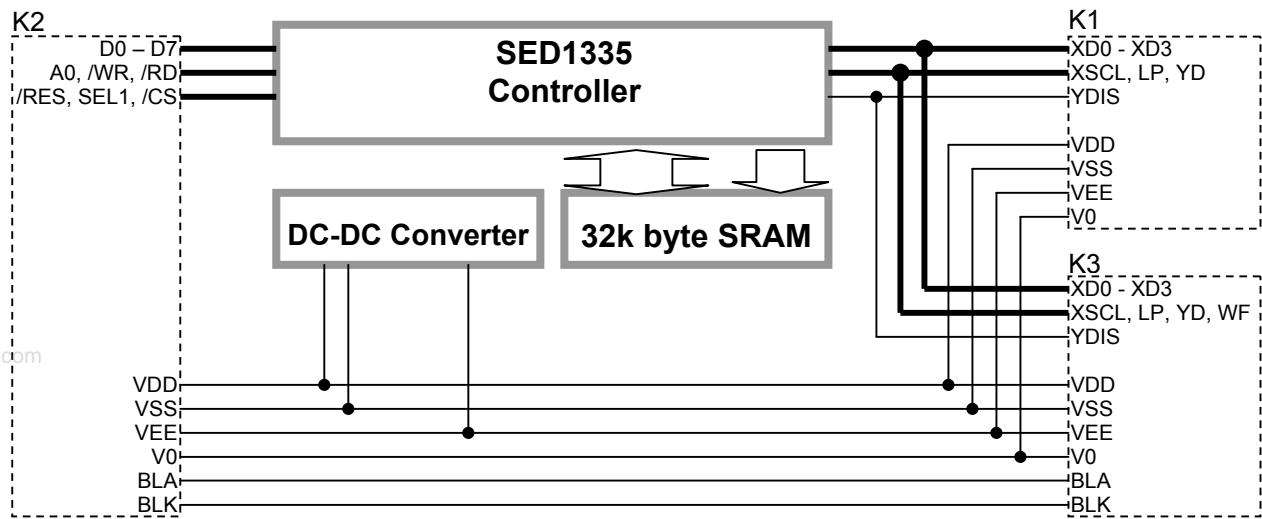 K2
D0 – D7
A0, /WR, /RD
/RES, SEL1, /CS
VDD
VSS
VEE
V0
BLA
BLK
SED1335
Controller
DC-DC Converter
32k byte SRAM
K1
XD0 - XD3
XSCL, LP, YD
YDIS
VDD
VSS
VEE
V0
K3
XD0 - XD3
XSCL, LP, YD, WF
YDIS
VDD
VSS
VEE
V0
BLA
BLK
com